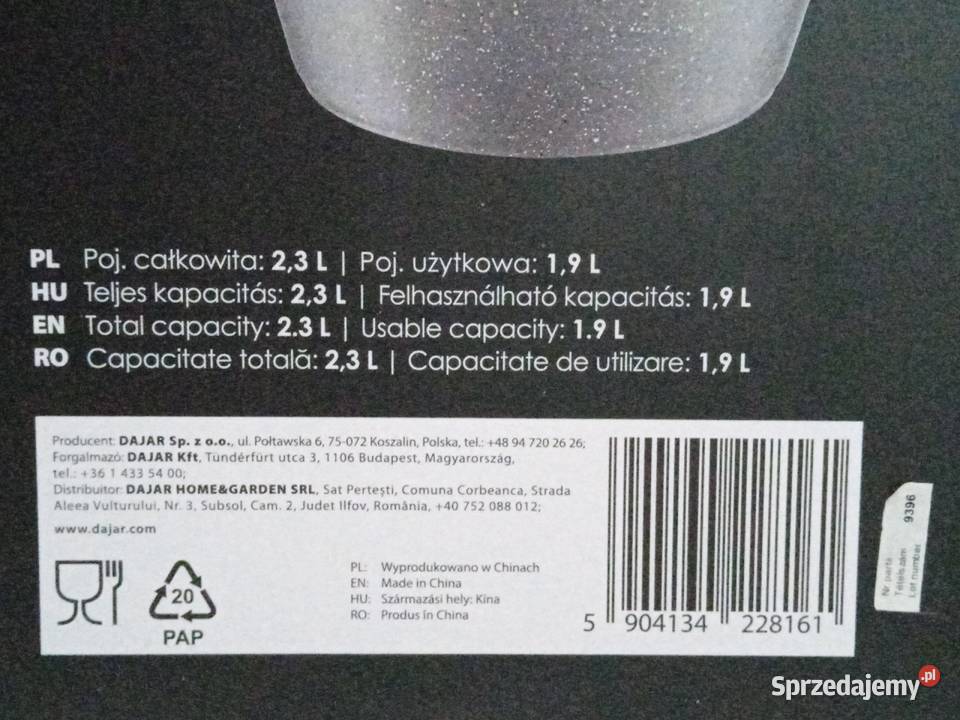 PL Poj. całkowita: 2,3 L | Poj. użytkowa: 1,9 L
HU Teljes kapacitás: 2,3 L | Felhasználható kapacitás: 1,9 L
EN Total capacity: 2.3 L | Usable capacity: 1.9 L
RO Capacitate totală: 2,3 L | Capacitate de utilizare: 1,9 L
Producent: DAJAR Sp. z o.o., ul. Połtawska 6, 75-072 Koszalin, Polska, tel.: +48 94 720 26 26;
Forgalmazó: DAJAR Kft, Tündérfürt utca 3, 1106 Budapest, Magyarország,
tel.: +36 1 433 54 00;
Distribuitor: DAJAR HOME&GARDEN SRL, Sat Pertești, Comuna Corbeanca, Strada
Aleea Vulturului, Nr. 3, Subsol, Cam. 2, Judet Ilfov, România, +40 752 088 012;
www.dajar.com
20
PAP
PL: Wyprodukowano w Chinach
EN: Made in China
HU: Származási hely: Kína
RO: Produs în China
5 904134 228161
Nr partii
Tételszám
Lot number
9396
Sprzedajemy.pl